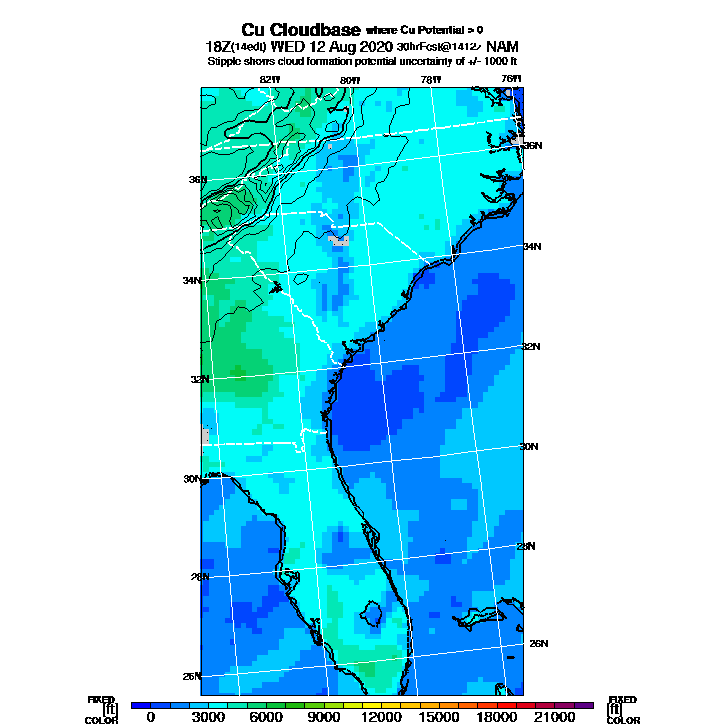 Cu Cloudbase where Cu Potential > 0
18Z(14edt) WED 12 Aug 2020 30hrFcst@1412z NAM
Stipple shows cloud formation potential uncertainty of +/- 1000 ft
82W 80W 78W 76W
36N
36N
34N
34N
32N
32N
30N
30N
28N
28N
26N
26N
FIXED [ft] COLOR
FIXED [ft] COLOR
0 3000 6000 9000 12000 15000 18000 21000